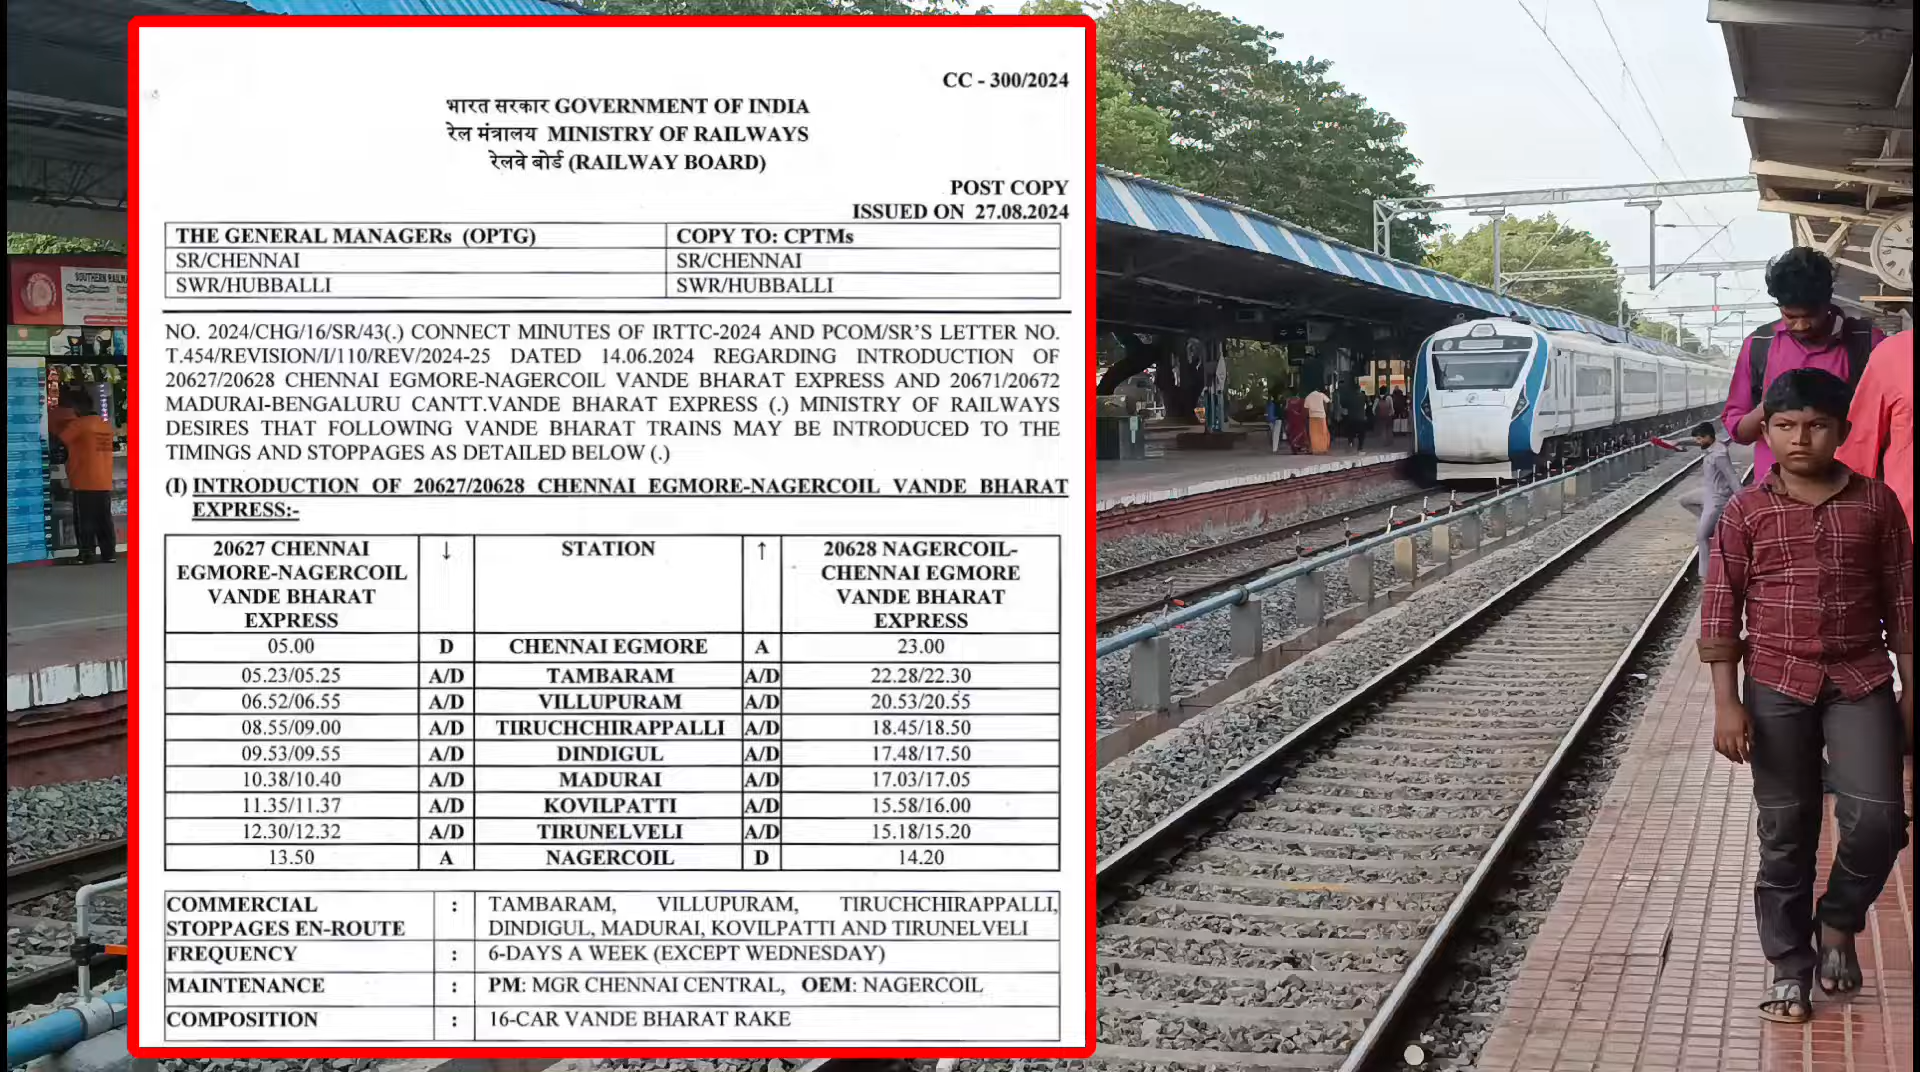 CC - 300/2024
भारत सरकार GOVERNMENT OF INDIA
रेल मंत्रालय MINISTRY OF RAILWAYS
रेलवे बोर्ड (RAILWAY BOARD)
POST COPY
ISSUED ON 27.08.2024
THE GENERAL MANAGERs (OPTG) COPY TO: CPTMs
SR/CHENNAI SR/CHENNAI
SWR/HUBBALLI SWR/HUBBALLI
NO. 2024/CHG/16/SR/43(.) CONNECT MINUTES OF IRTTC-2024 AND PCOM/SR'S LETTER NO.
T.454/REVISION/I/110/REV/2024-25 DATED 14.06.2024 REGARDING INTRODUCTION OF
20627/20628 CHENNAI EGMORE-NAGERCOIL VANDE BHARAT EXPRESS AND 20671/20672
MADURAI-BENGALURU CANTT.VANDE BHARAT EXPRESS (.) MINISTRY OF RAILWAYS
DESIRES THAT FOLLOWING VANDE BHARAT TRAINS MAY BE INTRODUCED TO THE
TIMINGS AND STOPPAGES AS DETAILED BELOW (.)
(I) INTRODUCTION OF 20627/20628 CHENNAI EGMORE-NAGERCOIL VANDE BHARAT
EXPRESS:-
20627 CHENNAI ↓ STATION ↑ 20628 NAGERCOIL-
EGMORE-NAGERCOIL CHENNAI EGMORE
VANDE BHARAT VANDE BHARAT
EXPRESS EXPRESS
05.00 D CHENNAI EGMORE A 23.00
05.23/05.25 A/D TAMBARAM A/D 22.28/22.30
06.52/06.55 A/D VILLUPURAM A/D 20.53/20.55
08.55/09.00 A/D TIRUCHCHIRAPPALLI A/D 18.45/18.50
09.53/09.55 A/D DINDIGUL A/D 17.48/17.50
10.38/10.40 A/D MADURAI A/D 17.03/17.05
11.35/11.37 A/D KOVILPATTI A/D 15.58/16.00
12.30/12.32 A/D TIRUNELVELI A/D 15.18/15.20
13.50 A NAGERCOIL D 14.20
COMMERCIAL : TAMBARAM, VILLUPURAM, TIRUCHCHIRAPPALLI,
STOPPAGES EN-ROUTE DINDIGUL, MADURAI, KOVILPATTI AND TIRUNELVELI
FREQUENCY : 6-DAYS A WEEK (EXCEPT WEDNESDAY)
MAINTENANCE : PM: MGR CHENNAI CENTRAL, OEM: NAGERCOIL
COMPOSITION : 16-CAR VANDE BHARAT RAKE
SOUTHERN